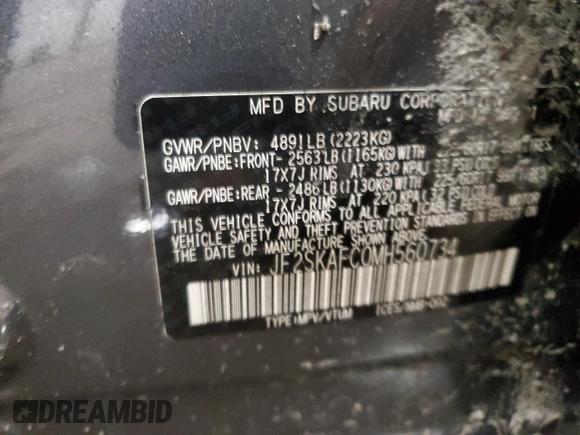 MFD BY SUBARU CORPORATION
MFD
GVWR/PNBV: 4891LB(2223KG)
GAWR/PNBE:FRONT- 2563LB(1165KG)WITH
17X7J RIMS AT 230 KPA(
GAWR/PNBE:REAR - 2486LB(1130KG)WITH
17X7J RIMS AT 220 KPA(
THIS VEHICLE CONFORMS TO ALL APPLICABLE FEDERAL MOTOR
VEHICLE SAFETY AND THEFT PREVENTION STANDARDS IN EFFECT ON
THE DATE OF MANUFACTURE SHOWN ABOVE.
VIN: JF2SKAFC0MH560734
TYPE:MPV/VTUM
DREAMBID